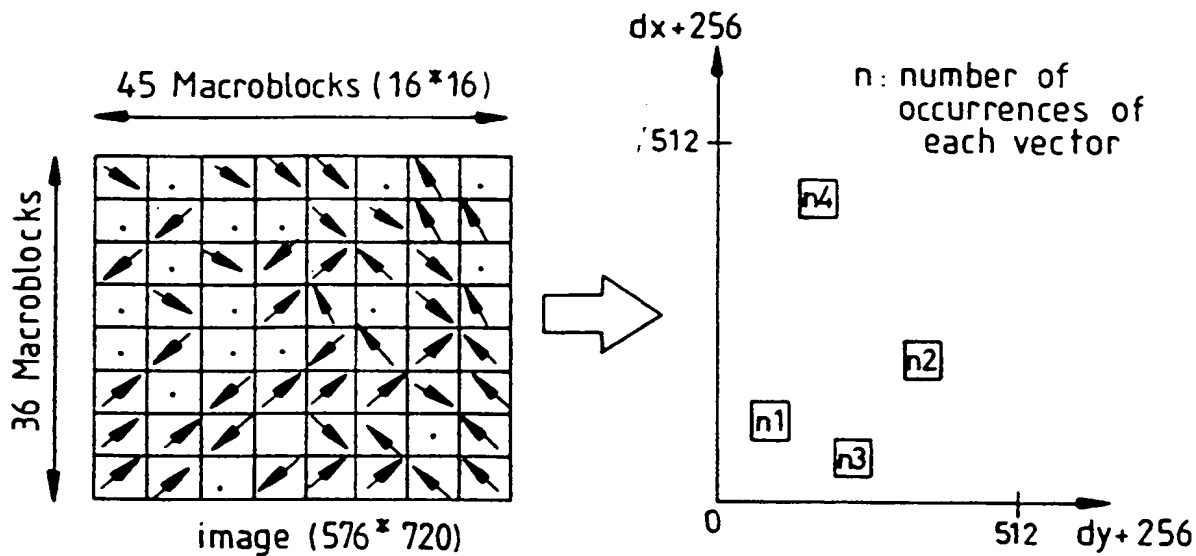 45 Macroblocks (16*16)
36 Macroblocks
image (576*720)
dx+256
n: number of
occurrences of
each vector
512
n4
n2
n1
n3
0
512
dy+256